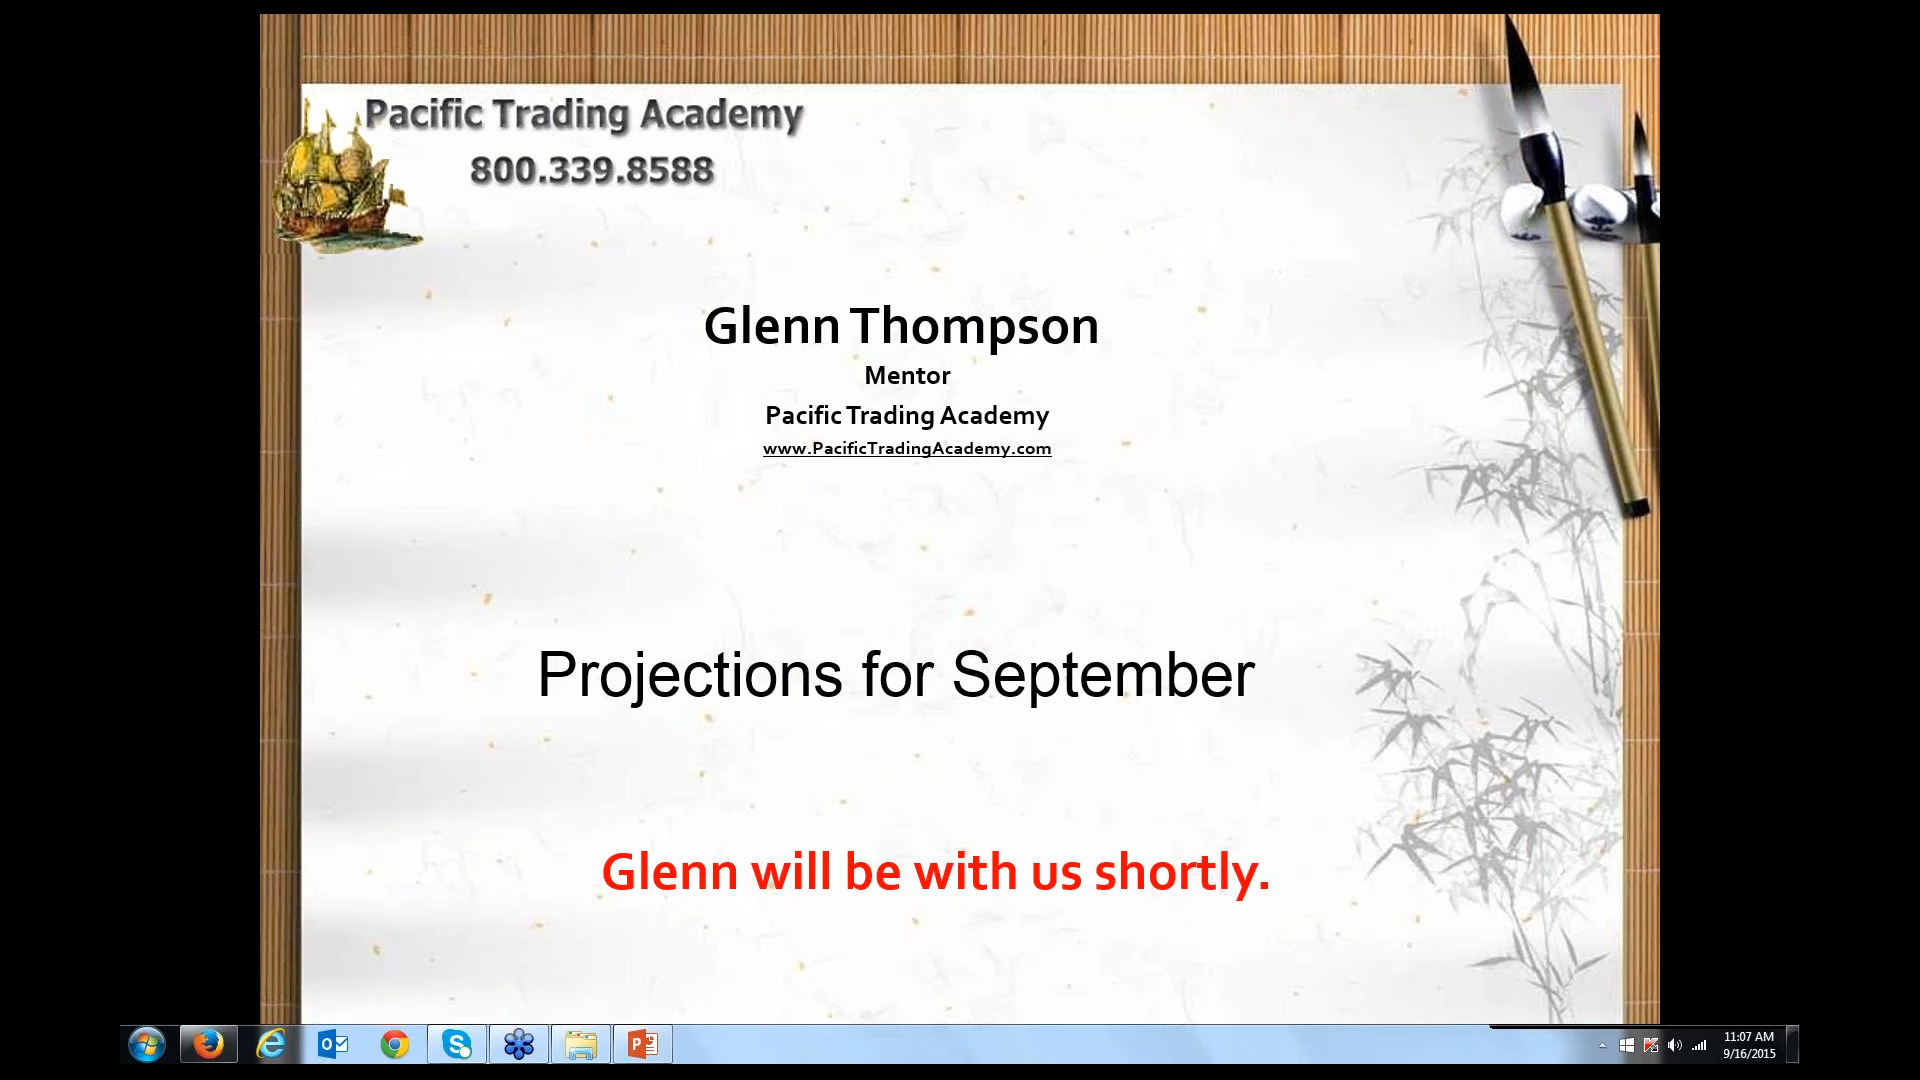 Pacific Trading Academy
800.339.8588
Glenn Thompson
Mentor
Pacific Trading Academy
www.PacificTradingAcademy.com
Projections for September
Glenn will be with us shortly.
11:07 AM
9/16/2015